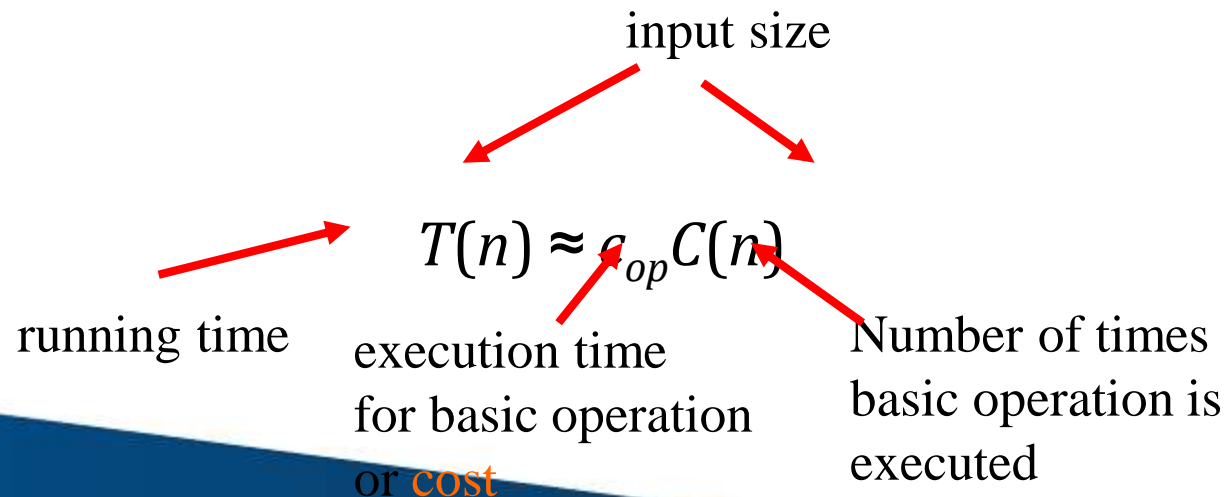 input size
T(n) ≈ c_op C(n)
running time
execution time
for basic operation
or cost
Number of times
basic operation is
executed